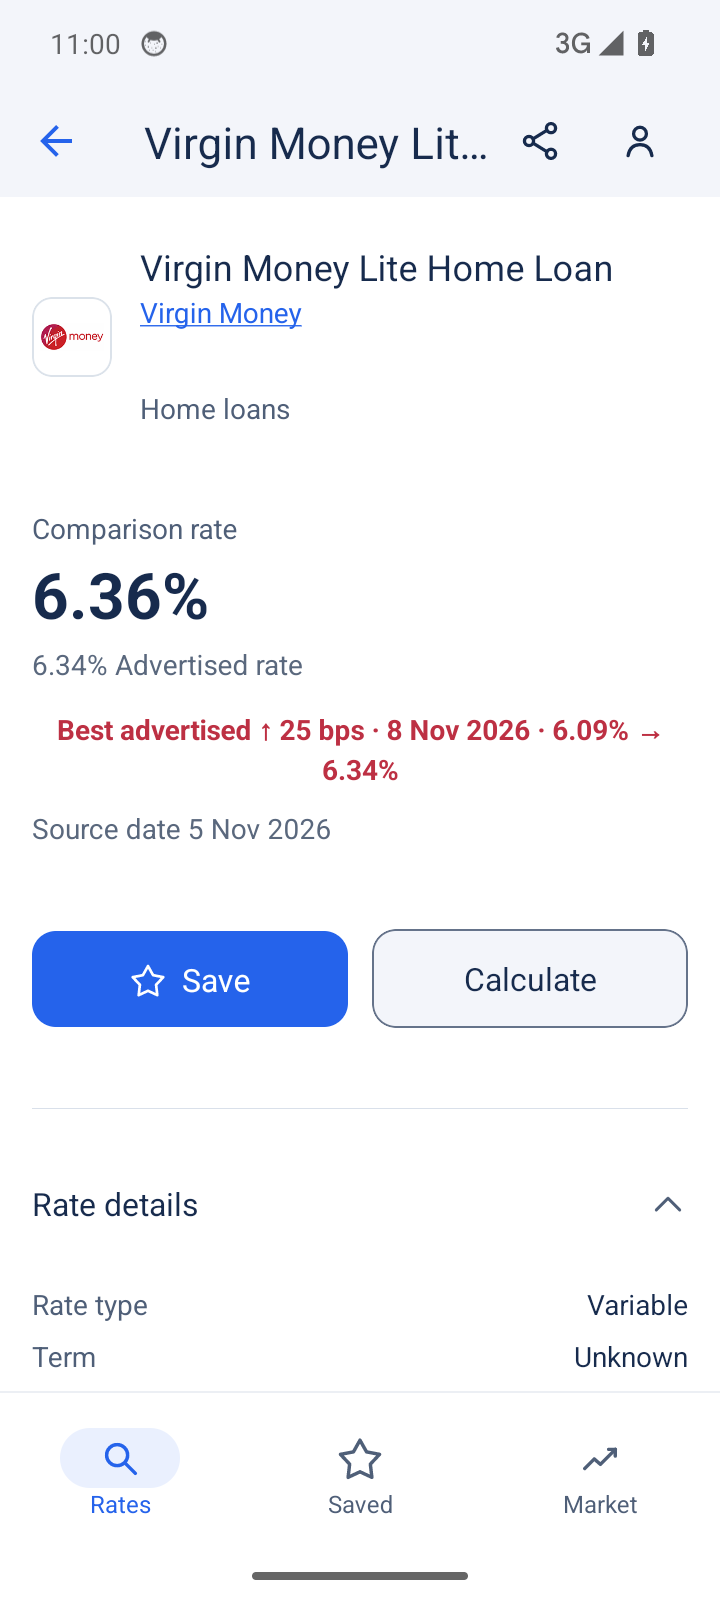 11:00
3G
Virgin Money Lit...
Virgin Money Lite Home Loan
Virgin Money
Virgin money
Home loans
Comparison rate
6.36%
6.34% Advertised rate
Best advertised ↑ 25 bps · 8 Nov 2026 · 6.09% →
6.34%
Source date 5 Nov 2026
Save
Calculate
Rate details
Rate type
Variable
Term
Unknown
Rates
Saved
Market